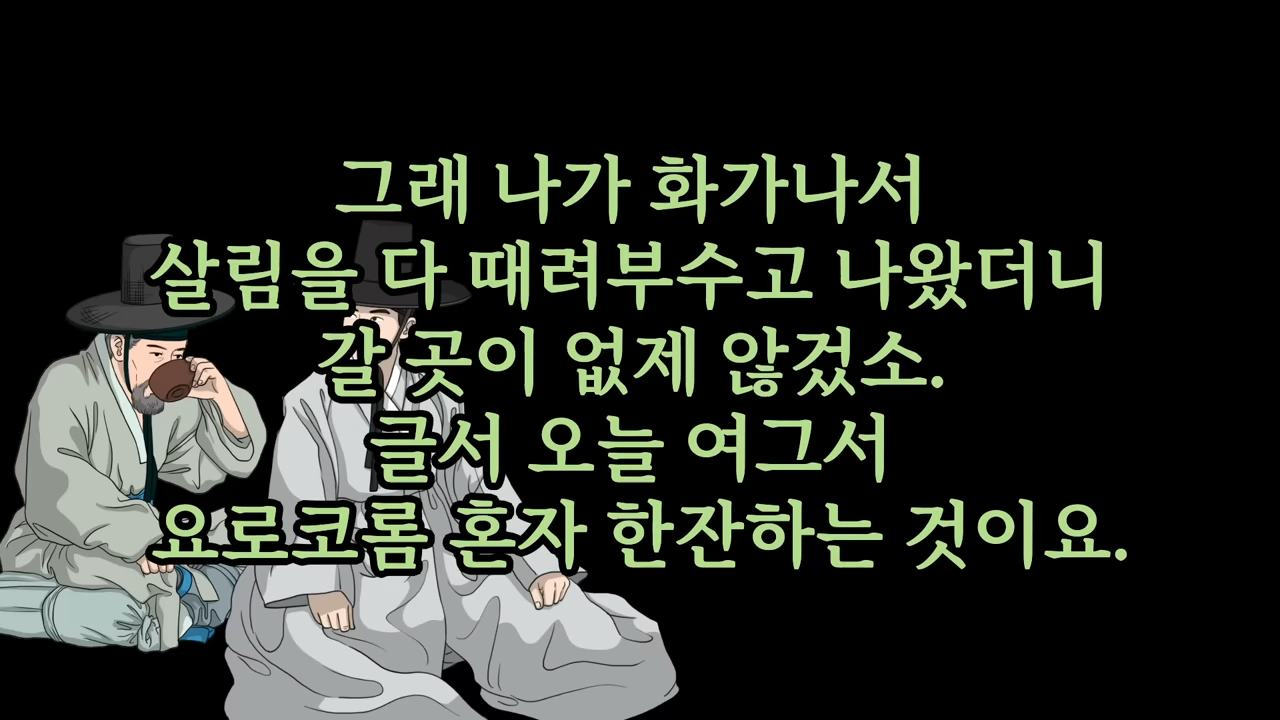 그래 나가 화가나서
살림을 다 때려부수고 나왔더니
갈 곳이 없제 않겄소.
글서 오늘 여그서
요로코롬 혼자 한잔하는 것이요.